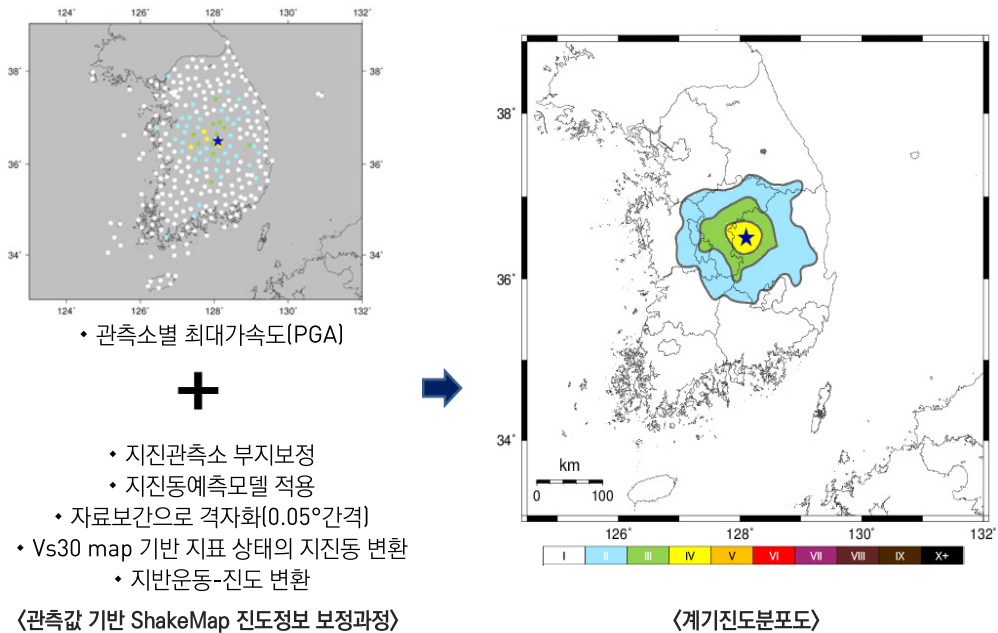 124° 126° 128° 130° 132°
38°
36°
34°
124° 126° 128° 130° 132°
◆ 관측소별 최대가속도(PGA)
+
◆ 지진관측소 부지보정
◆ 지진동예측모델 적용
◆ 자료보간으로 격자화(0.05°간격)
◆ Vs30 map 기반 지표 상태의 지진동 변환
◆ 지반운동-진도 변환
〈관측값 기반 ShakeMap 진도정보 보정과정〉
38°
36°
34°
km
0 100
126° 128° 130° 132°
I II III IV V VI VII VIII IX X+
〈계기진도분포도〉